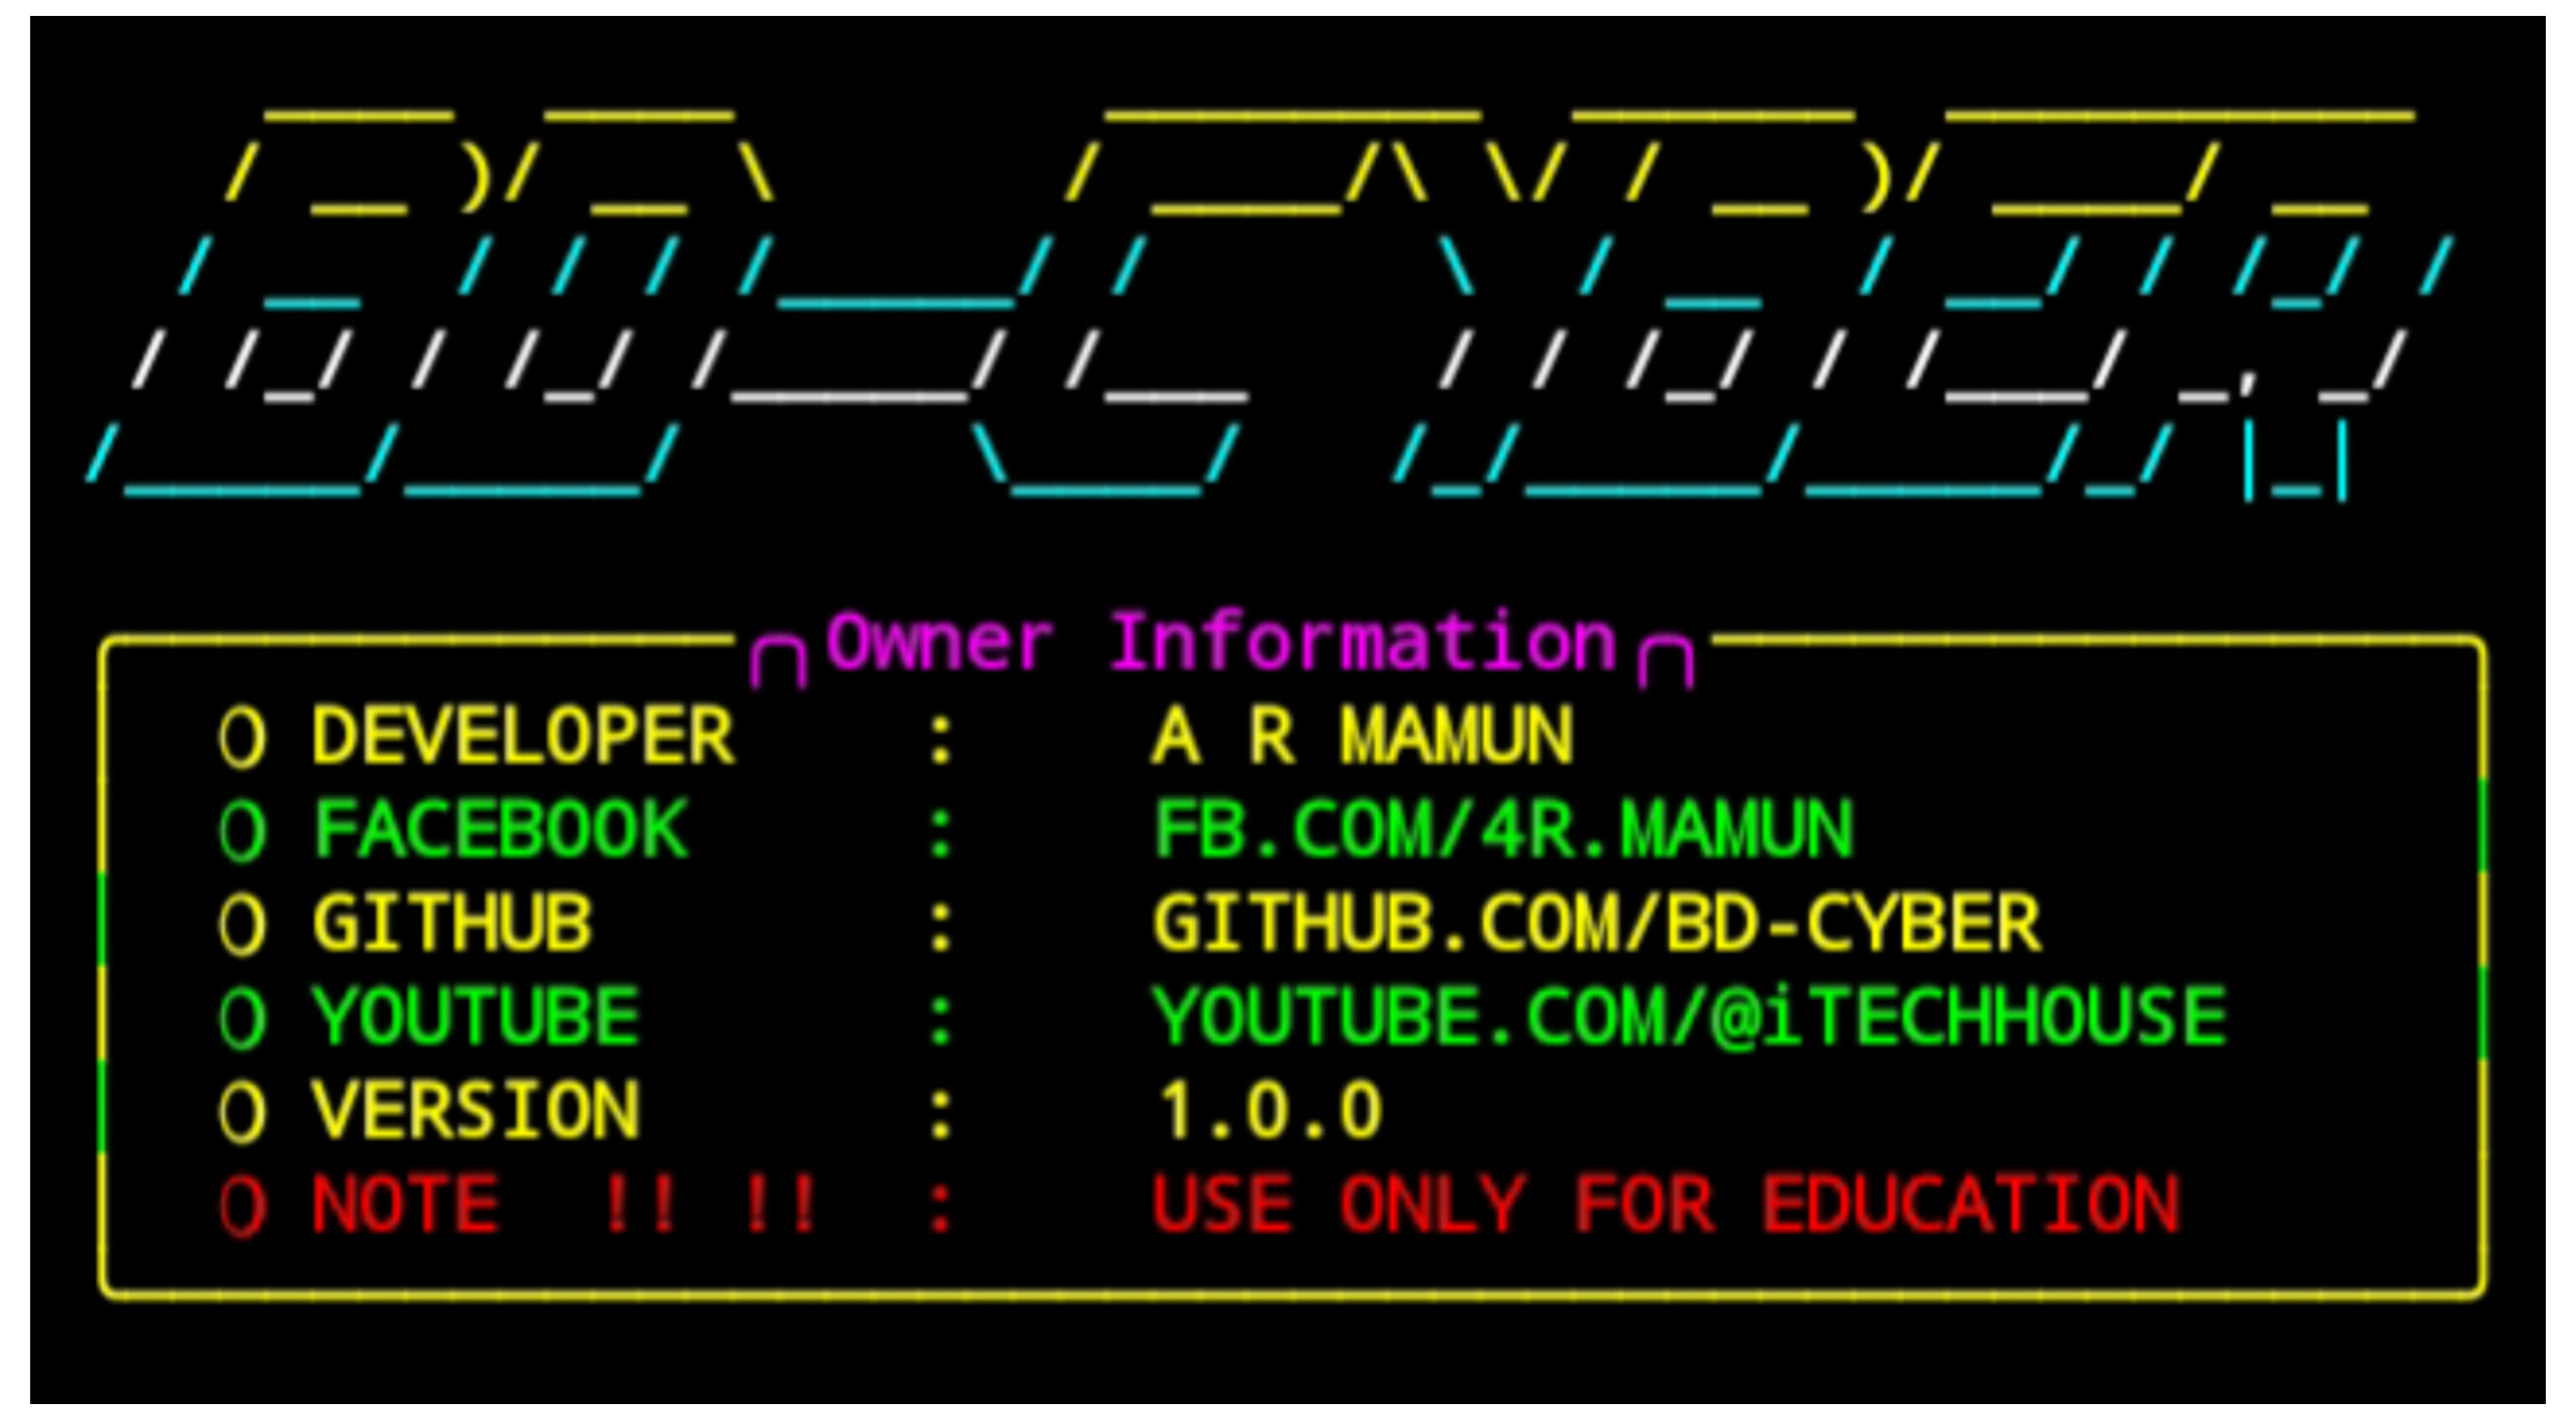 BD-CYBER
Owner Information
O DEVELOPER : A R MAMUN
O FACEBOOK : FB.COM/4R.MAMUN
O GITHUB : GITHUB.COM/BD-CYBER
O YOUTUBE : YOUTUBE.COM/@iTECHHOUSE
O VERSION : 1.0.0
O NOTE !! !! : USE ONLY FOR EDUCATION